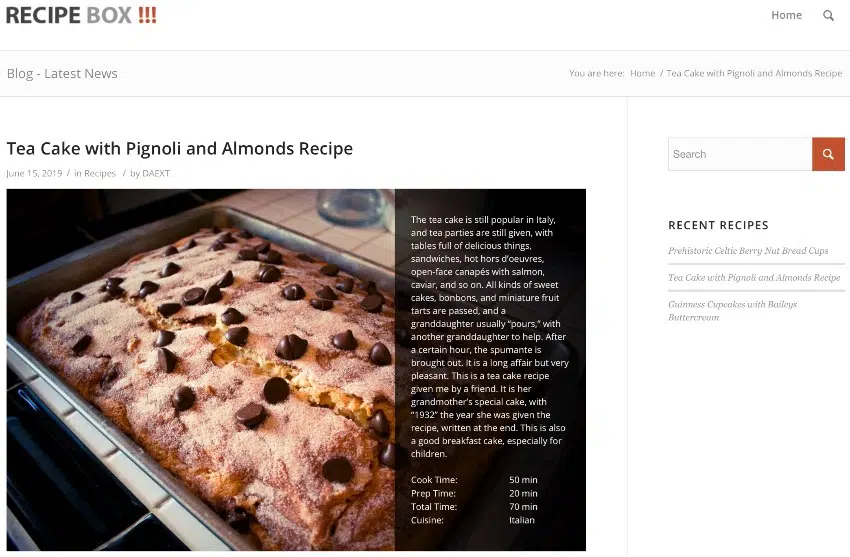 RECIPE BOX !!!
Home
Blog - Latest News
You are here: Home / Tea Cake with Pignoli and Almonds Recipe
Tea Cake with Pignoli and Almonds Recipe
June 15, 2019 / in Recipes / by DAEXT
The tea cake is still popular in Italy,
and tea parties are still given, with
tables full of delicious things,
sandwiches, hot hors d'oeuvres,
open-face canapés with salmon,
caviar, and so on. All kinds of sweet
cakes, bonbons, and miniature fruit
tarts are passed, and a
granddaughter usually “pours,” with
another granddaughter to help. After
a certain hour, the spumante is
brought out. It is a long affair but very
pleasant. This is a tea cake recipe
given me by a friend. It is her
grandmother's special cake, with
“1932” the year she was given the
recipe, written at the end. This is also
a good breakfast cake, especially for
children.
Cook Time: 50 min
Prep Time: 20 min
Total Time: 70 min
Cuisine: Italian
Search
RECENT RECIPES
Prehistoric Celtic Berry Nut Bread Cups
Tea Cake with Pignoli and Almonds Recipe
Guinness Cupcakes with Baileys
Buttercream